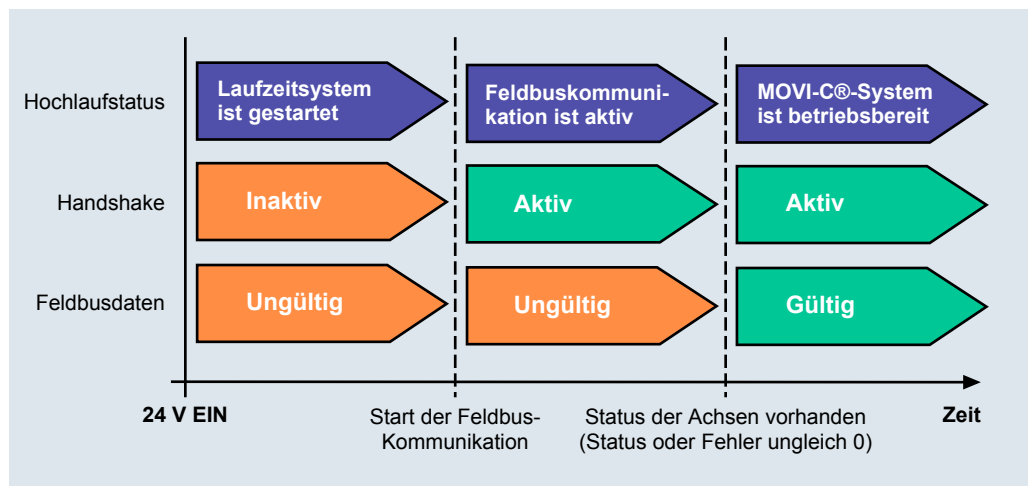 Hochlaufstatus
Laufzeitsystem
ist gestartet
Feldbuskommuni-
kation ist aktiv
MOVI-C®-System
ist betriebsbereit
Handshake
Inaktiv
Aktiv
Aktiv
Feldbusdaten
Ungültig
Ungültig
Gültig
24 V EIN
Start der Feldbus-
Kommunikation
Status der Achsen vorhanden
(Status oder Fehler ungleich 0)
Zeit